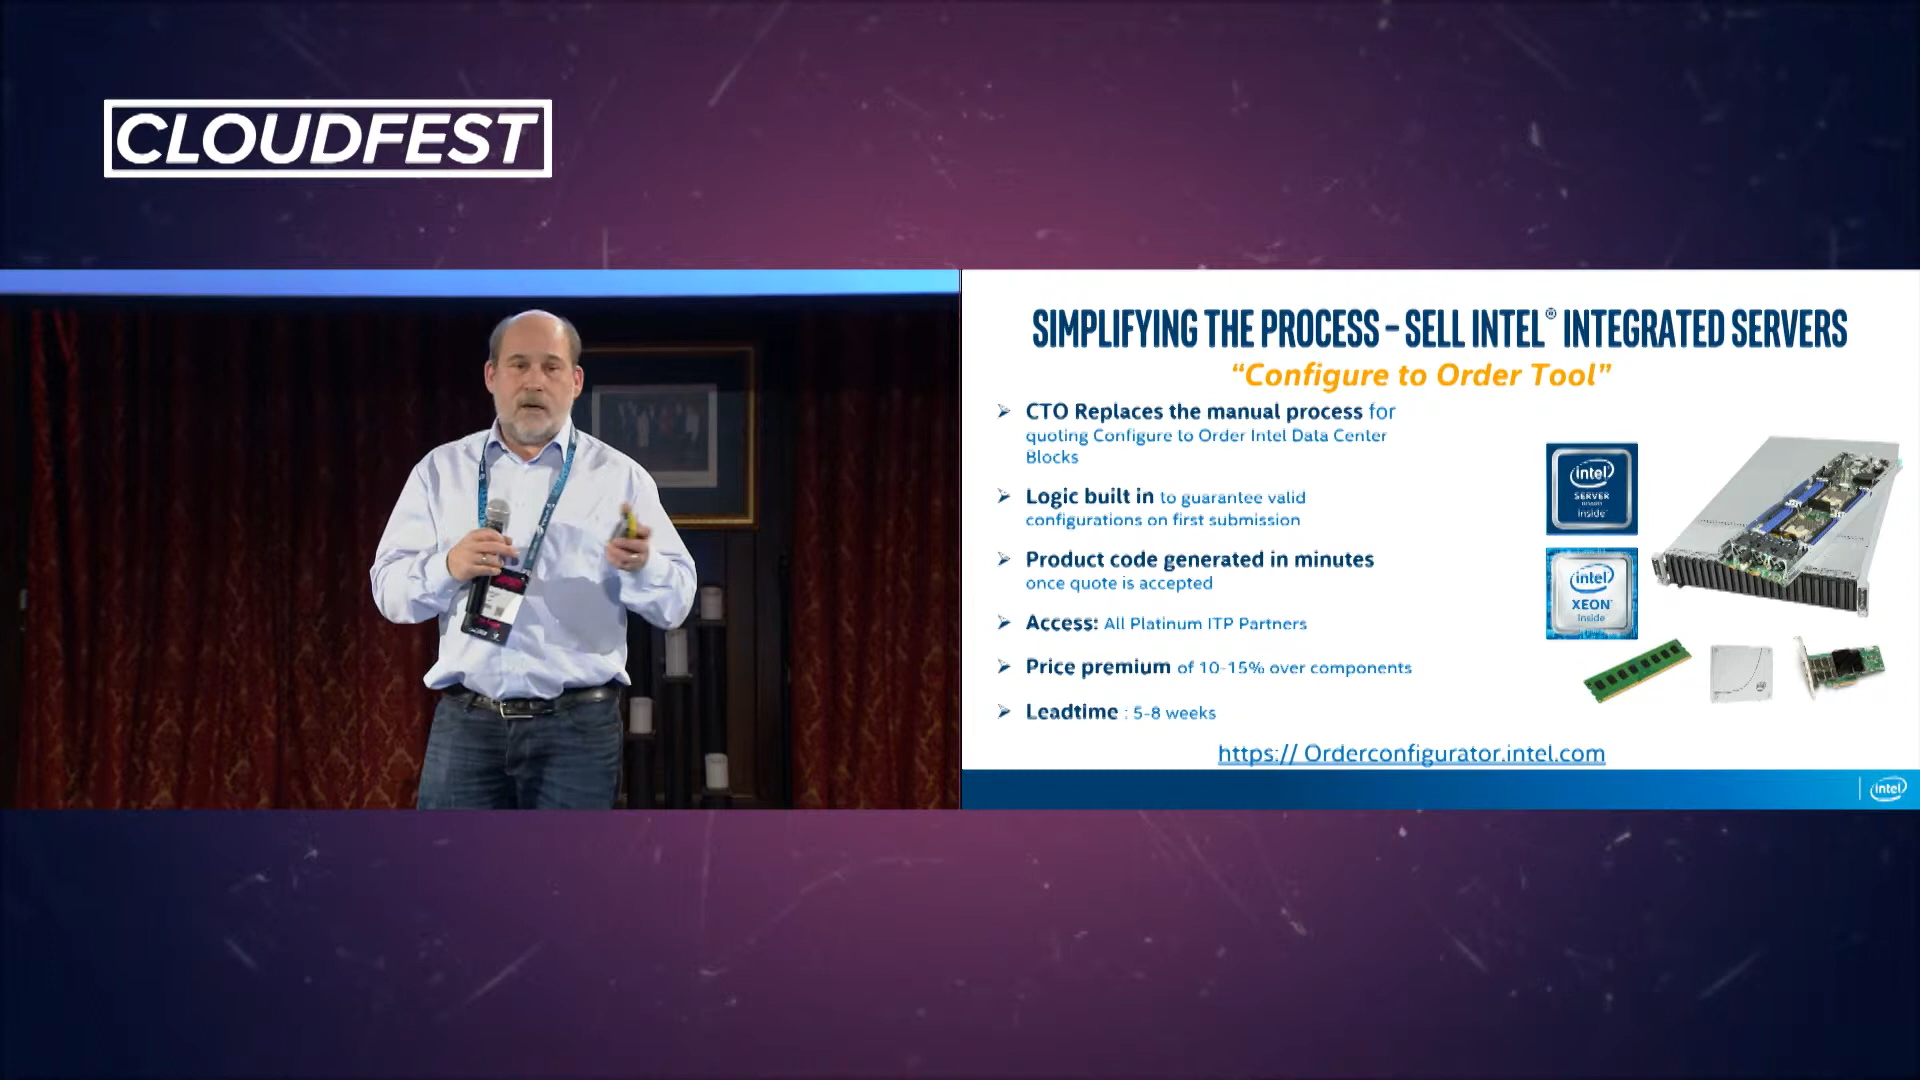 CLOUDFEST
SIMPLIFYING THE PROCESS – SELL INTEL® INTEGRATED SERVERS
“Configure to Order Tool”
➢ CTO Replaces the manual process for
quoting Configure to Order Intel Data Center
Blocks
➢ Logic built in to guarantee valid
configurations on first submission
➢ Product code generated in minutes
once quote is accepted
➢ Access: All Platinum ITP Partners
➢ Price premium of 10-15% over components
➢ Leadtime : 5-8 weeks
https:// Orderconfigurator.intel.com
intel
SERVER
inside
intel
XEON
inside
intel